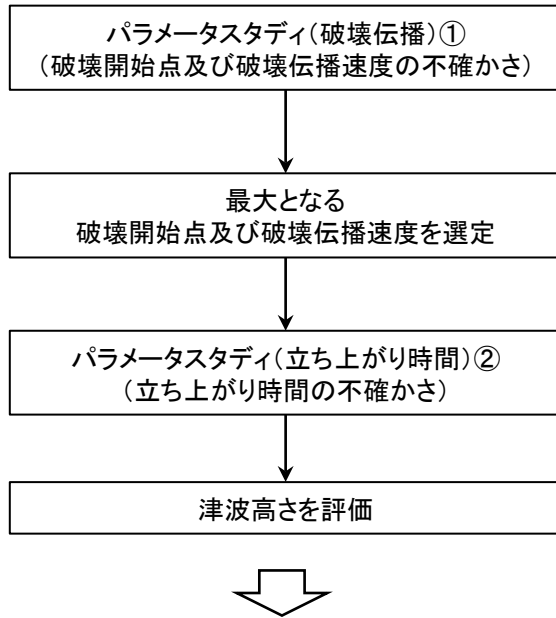 パラメータスタディ(破壊伝播)①
(破壊開始点及び破壊伝播速度の不確かさ)
最大となる
破壊開始点及び破壊伝播速度を選定
パラメータスタディ(立ち上がり時間)②
(立ち上がり時間の不確かさ)
津波高さを評価